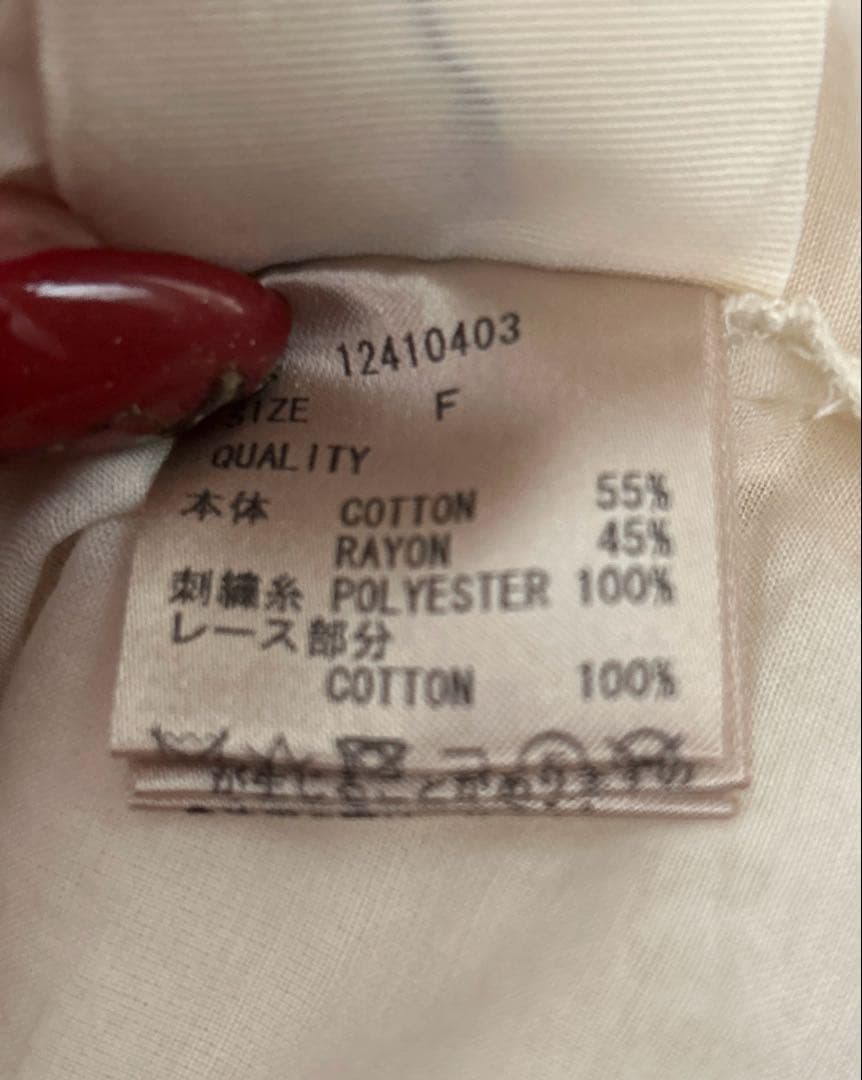 12410403
SIZE F
QUALITY
本体 COTTON 55%
RAYON 45%
刺繍糸 POLYESTER 100%
レース部分
COTTON 100%